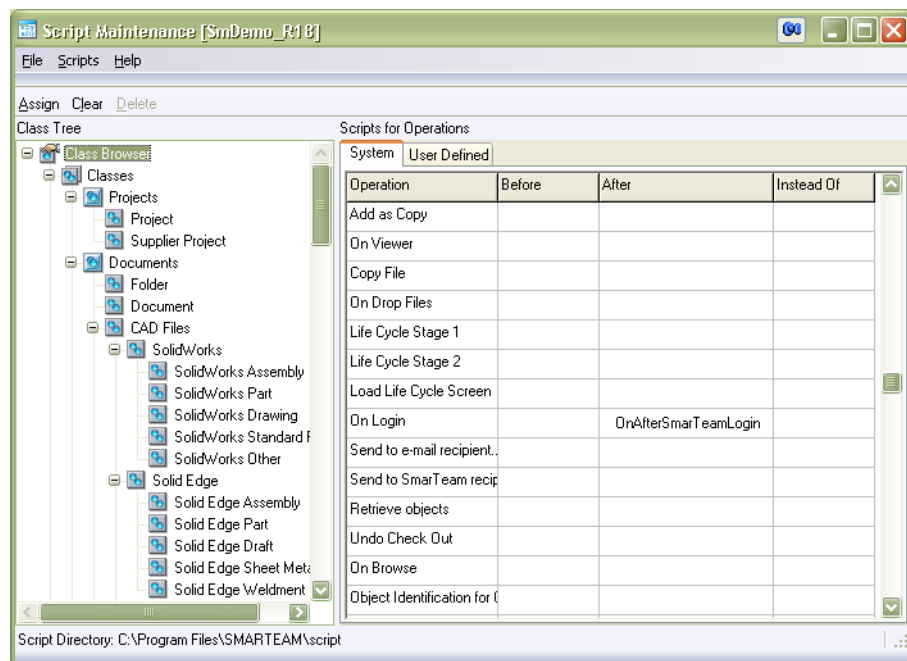 Script Maintenance [SmDemo_R18]
File Scripts Help
Assign Clear Delete
Class Tree
Class Browser
Classes
Projects
Project
Supplier Project
Documents
Folder
Document
CAD Files
SolidWorks
SolidWorks Assembly
SolidWorks Part
SolidWorks Drawing
SolidWorks Standard
SolidWorks Other
Solid Edge
Solid Edge Assembly
Solid Edge Part
Solid Edge Draft
Solid Edge Sheet Meta
Solid Edge Weldment
Scripts for Operations
System User Defined
Operation Before After Instead Of
Add as Copy
On Viewer
Copy File
On Drop Files
Life Cycle Stage 1
Life Cycle Stage 2
Load Life Cycle Screen
On Login OnAfterSmarTeamLogin
Send to e-mail recipient..
Send to SmarTeam recip
Retrieve objects
Undo Check Out
On Browse
Object Identification for
Script Directory: C:\Program Files\SMARTEAM\script